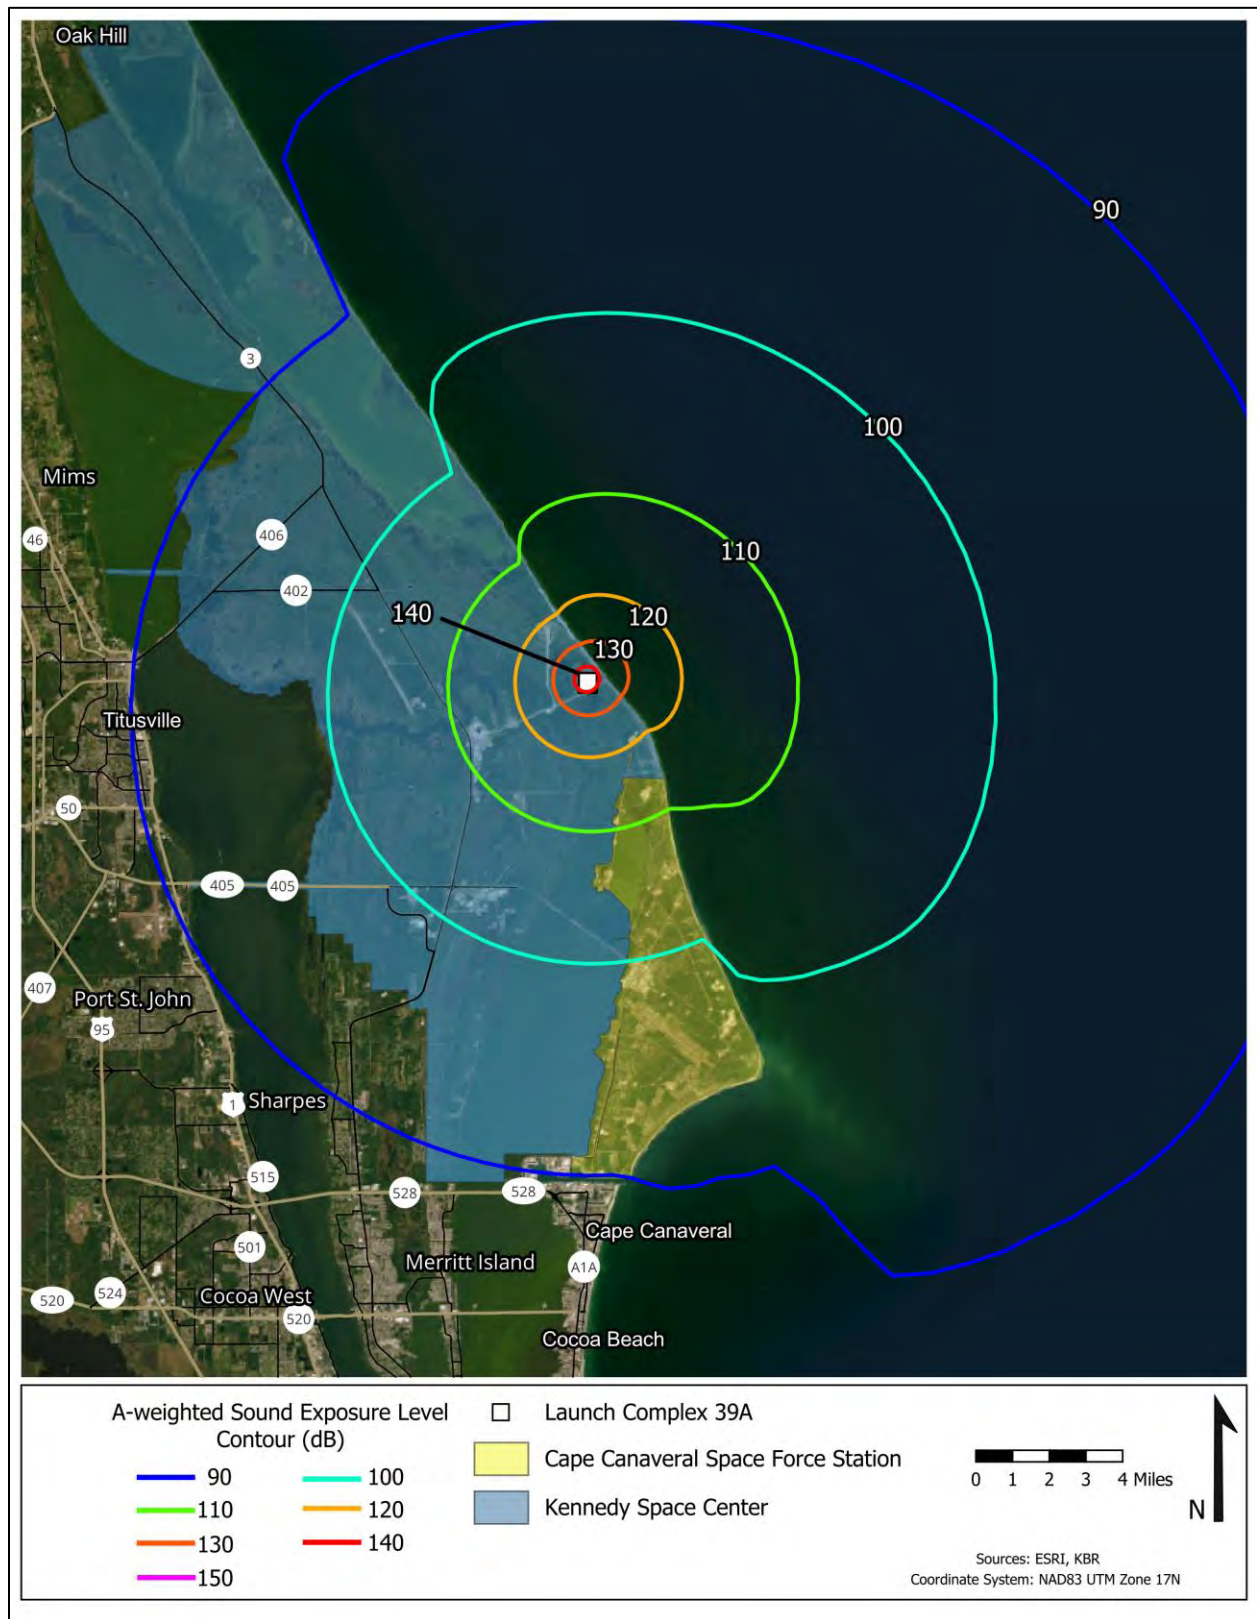 Oak Hill
90
3
100
Mims
46
406
110
402
140
120
130
Titusville
50
405
405
407
Port St. John
95
1
Sharpes
515
528
528
Cape Canaveral
501
Merritt Island
A1A
524
Cocoa West
520
520
Cocoa Beach
A-weighted Sound Exposure Level
Contour (dB)
90
100
110
120
130
140
150
Launch Complex 39A
Cape Canaveral Space Force Station
Kennedy Space Center
0 1 2 3 4 Miles
N
Sources: ESRI, KBR
Coordinate System: NAD83 UTM Zone 17N